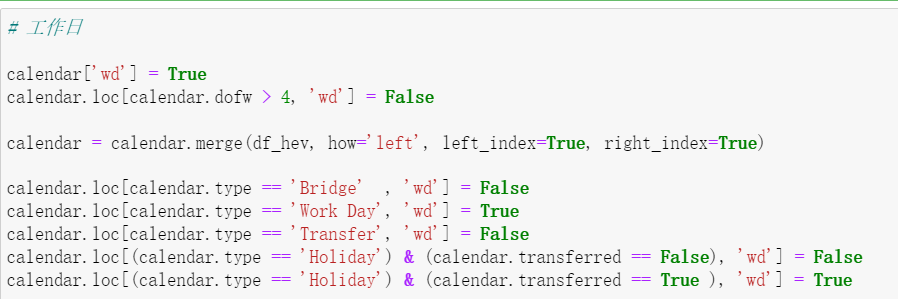 # 工作日
calendar['wd'] = True
calendar.loc[calendar.dofw > 4, 'wd'] = False
calendar = calendar.merge(df_hev, how='left', left_index=True, right_index=True)
calendar.loc[calendar.type == 'Bridge'  , 'wd'] = False
calendar.loc[calendar.type == 'Work Day', 'wd'] = True
calendar.loc[calendar.type == 'Transfer', 'wd'] = False
calendar.loc[(calendar.type == 'Holiday') & (calendar.transferred == False), 'wd'] = False
calendar.loc[(calendar.type == 'Holiday') & (calendar.transferred == True ), 'wd'] = True